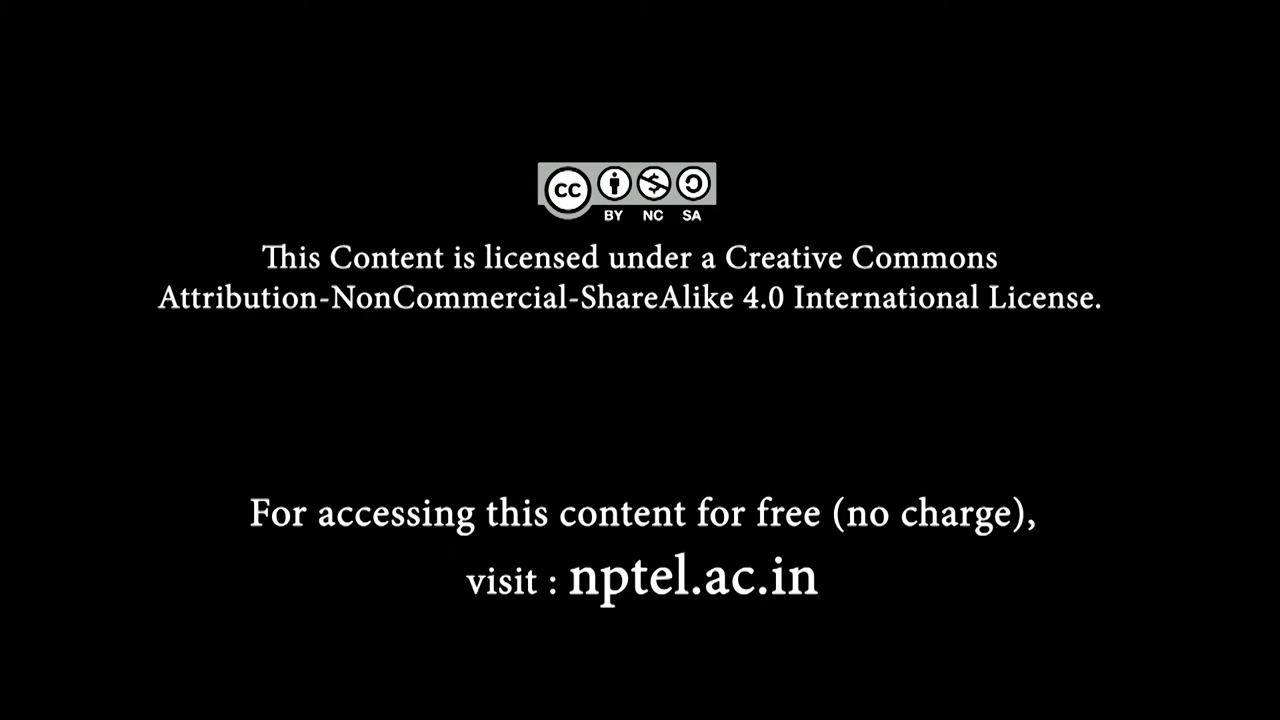 cc
BY NC SA
This Content is licensed under a Creative Commons
Attribution-NonCommercial-ShareAlike 4.0 International License.
For accessing this content for free (no charge),
visit : nptel.ac.in